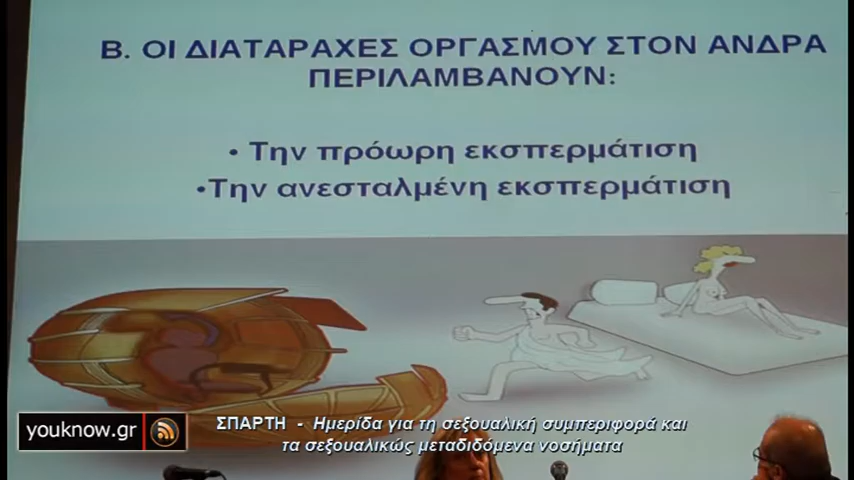 Β. ΟΙ ΔΙΑΤΑΡΑΧΕΣ ΟΡΓΑΣΜΟΥ ΣΤΟΝ ΑΝΔΡΑ
ΠΕΡΙΛΑΜΒΑΝΟΥΝ:
• Την πρόωρη εκσπερμάτιση
•Την ανεσταλμένη εκσπερμάτιση
youknow.gr
ΣΠΑΡΤΗ - Ημερίδα για τη σεξουαλική συμπεριφορά και
τα σεξουαλικώς μεταδιδόμενα νοσήματα